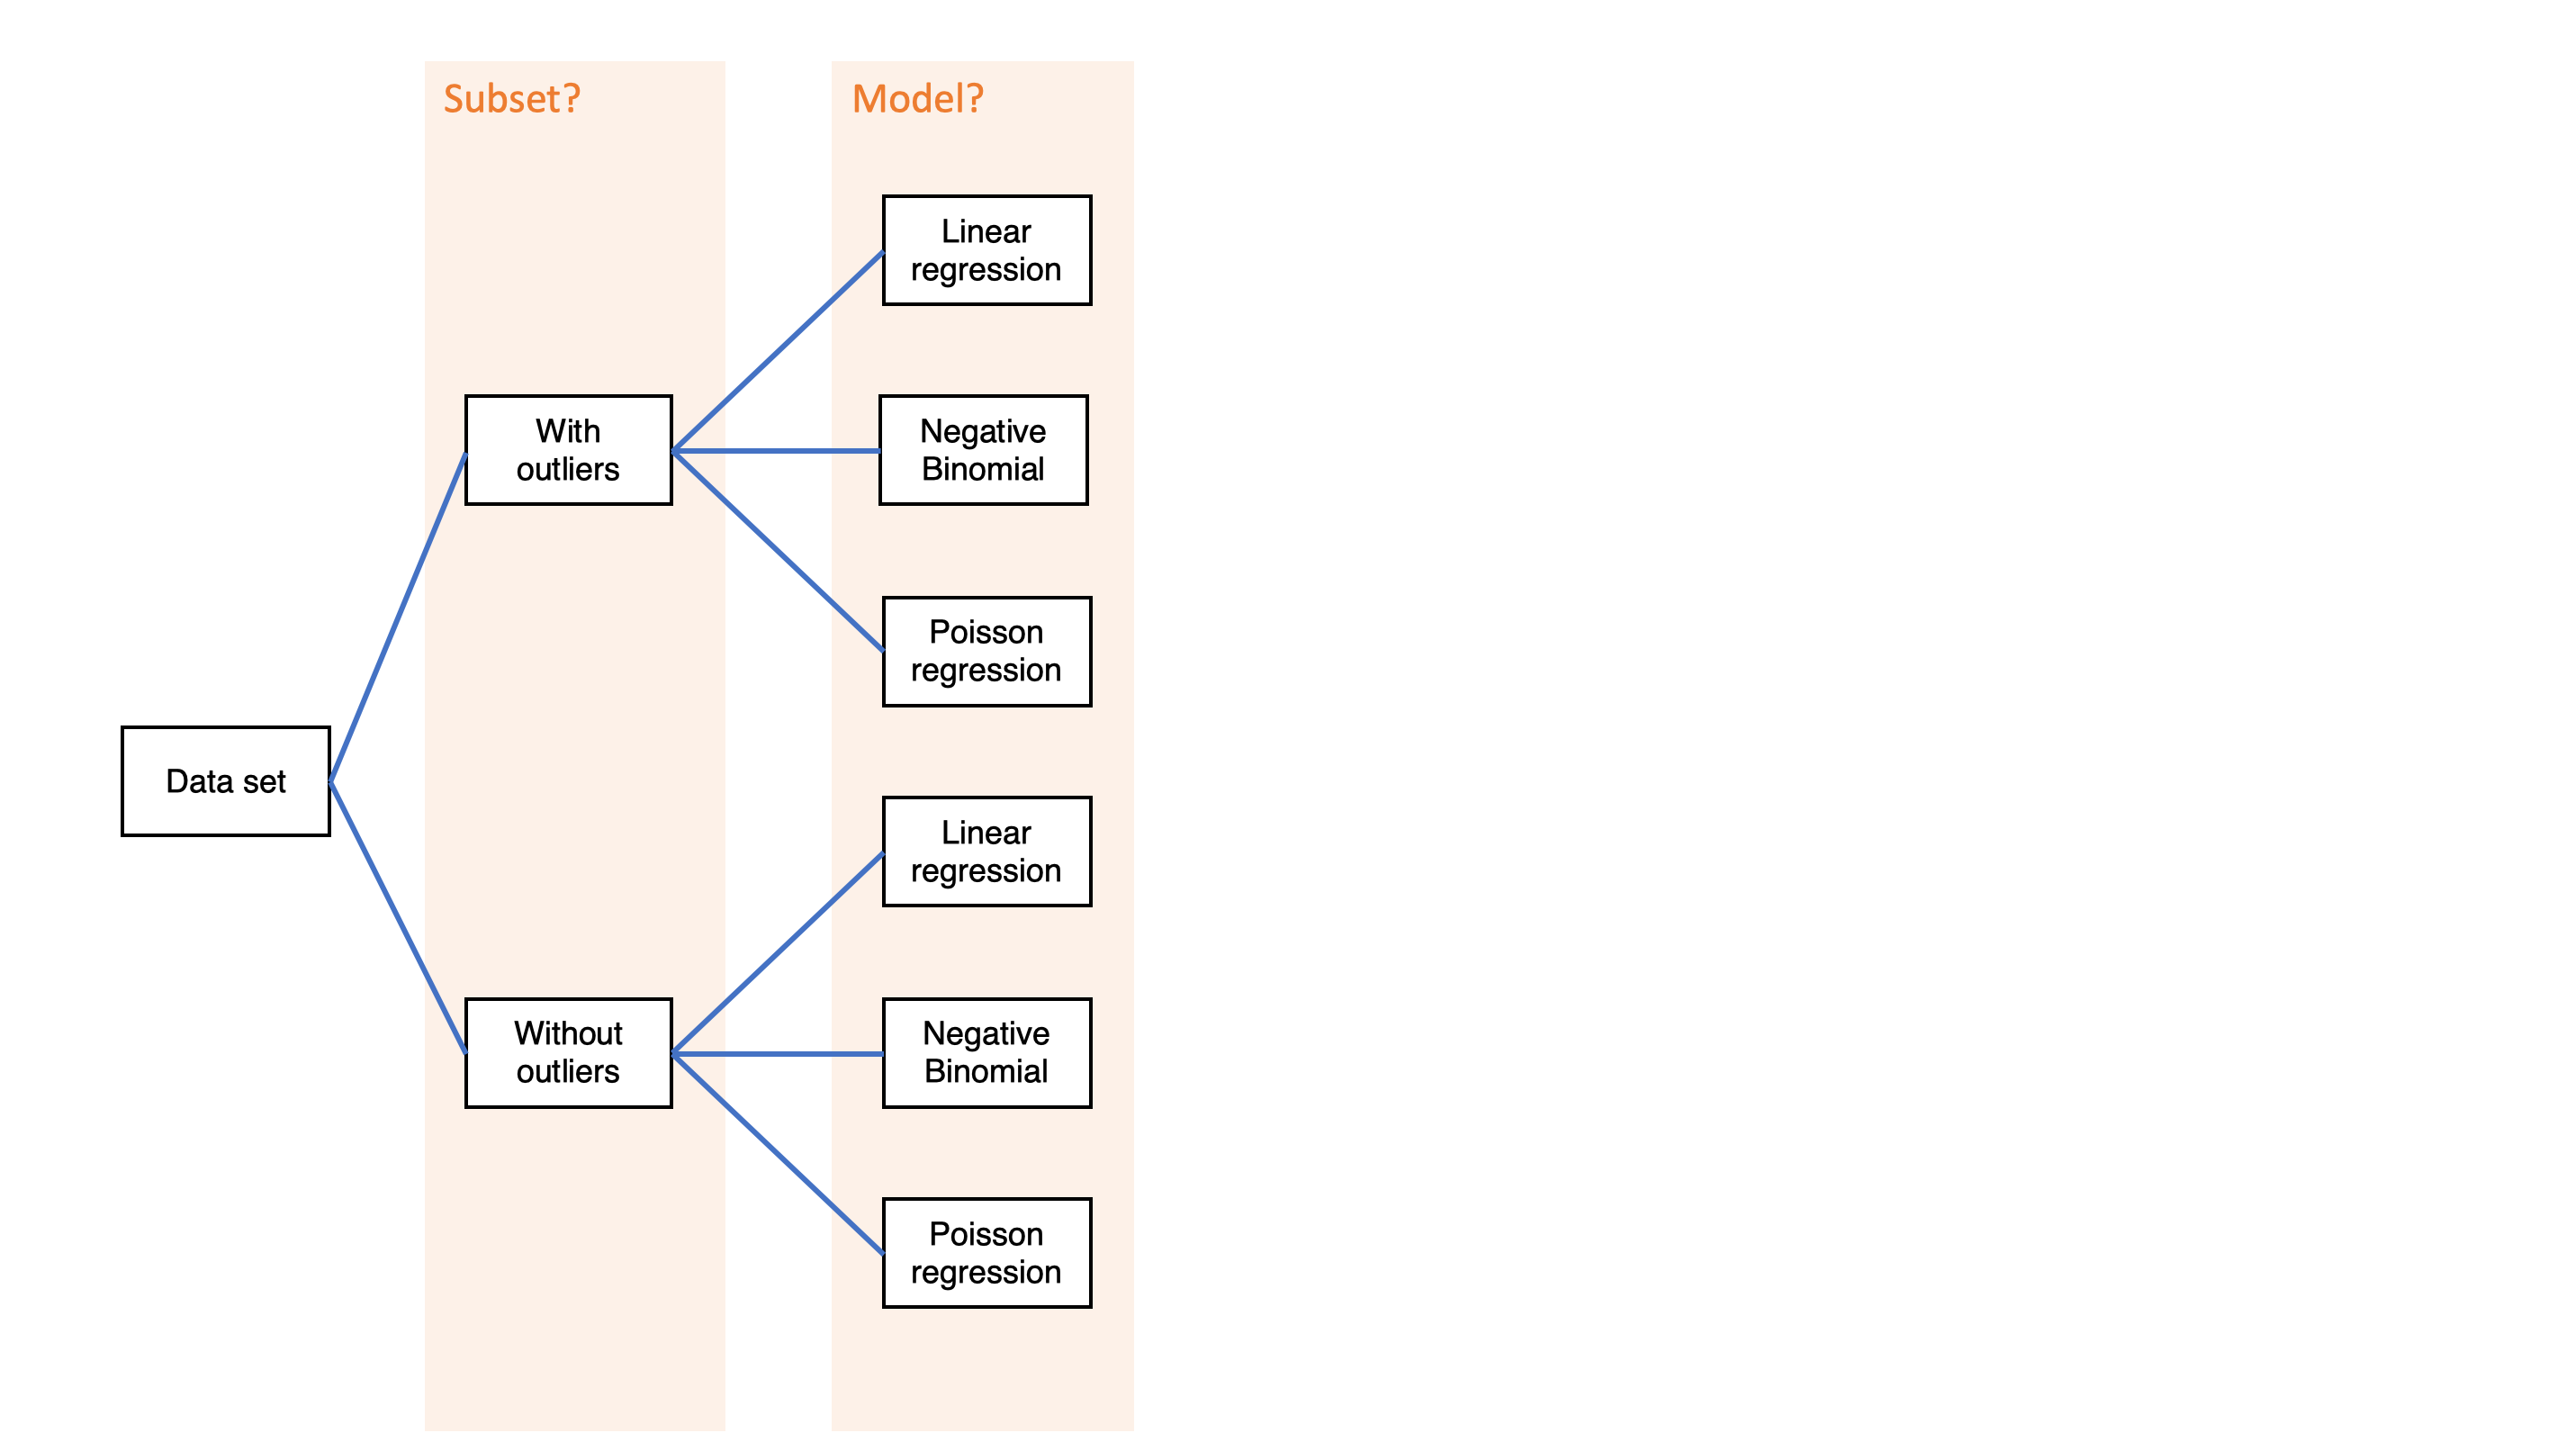 Subset?
Model?
Linear
regression
With
outliers
Negative
Binomial
Poisson
regression
Data set
Linear
regression
Without
outliers
Negative
Binomial
Poisson
regression